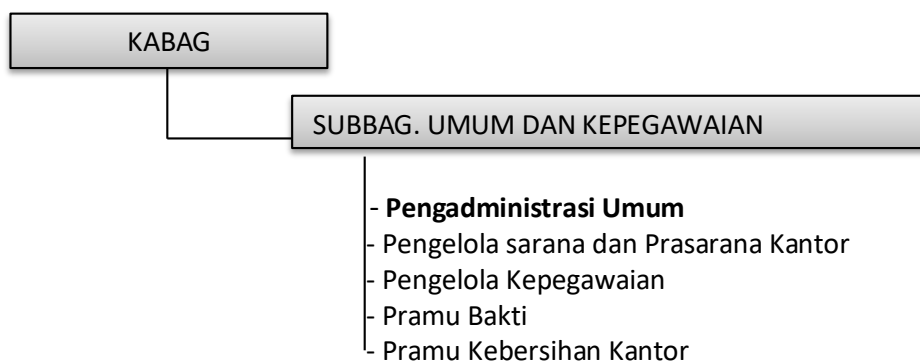 KABAG
SUBBAG. UMUM DAN KEPEGAWAIAN
- Pengadministrasi Umum
- Pengelola sarana dan Prasarana Kantor
- Pengelola Kepegawaian
- Pramu Bakti
- Pramu Kebersihan Kantor